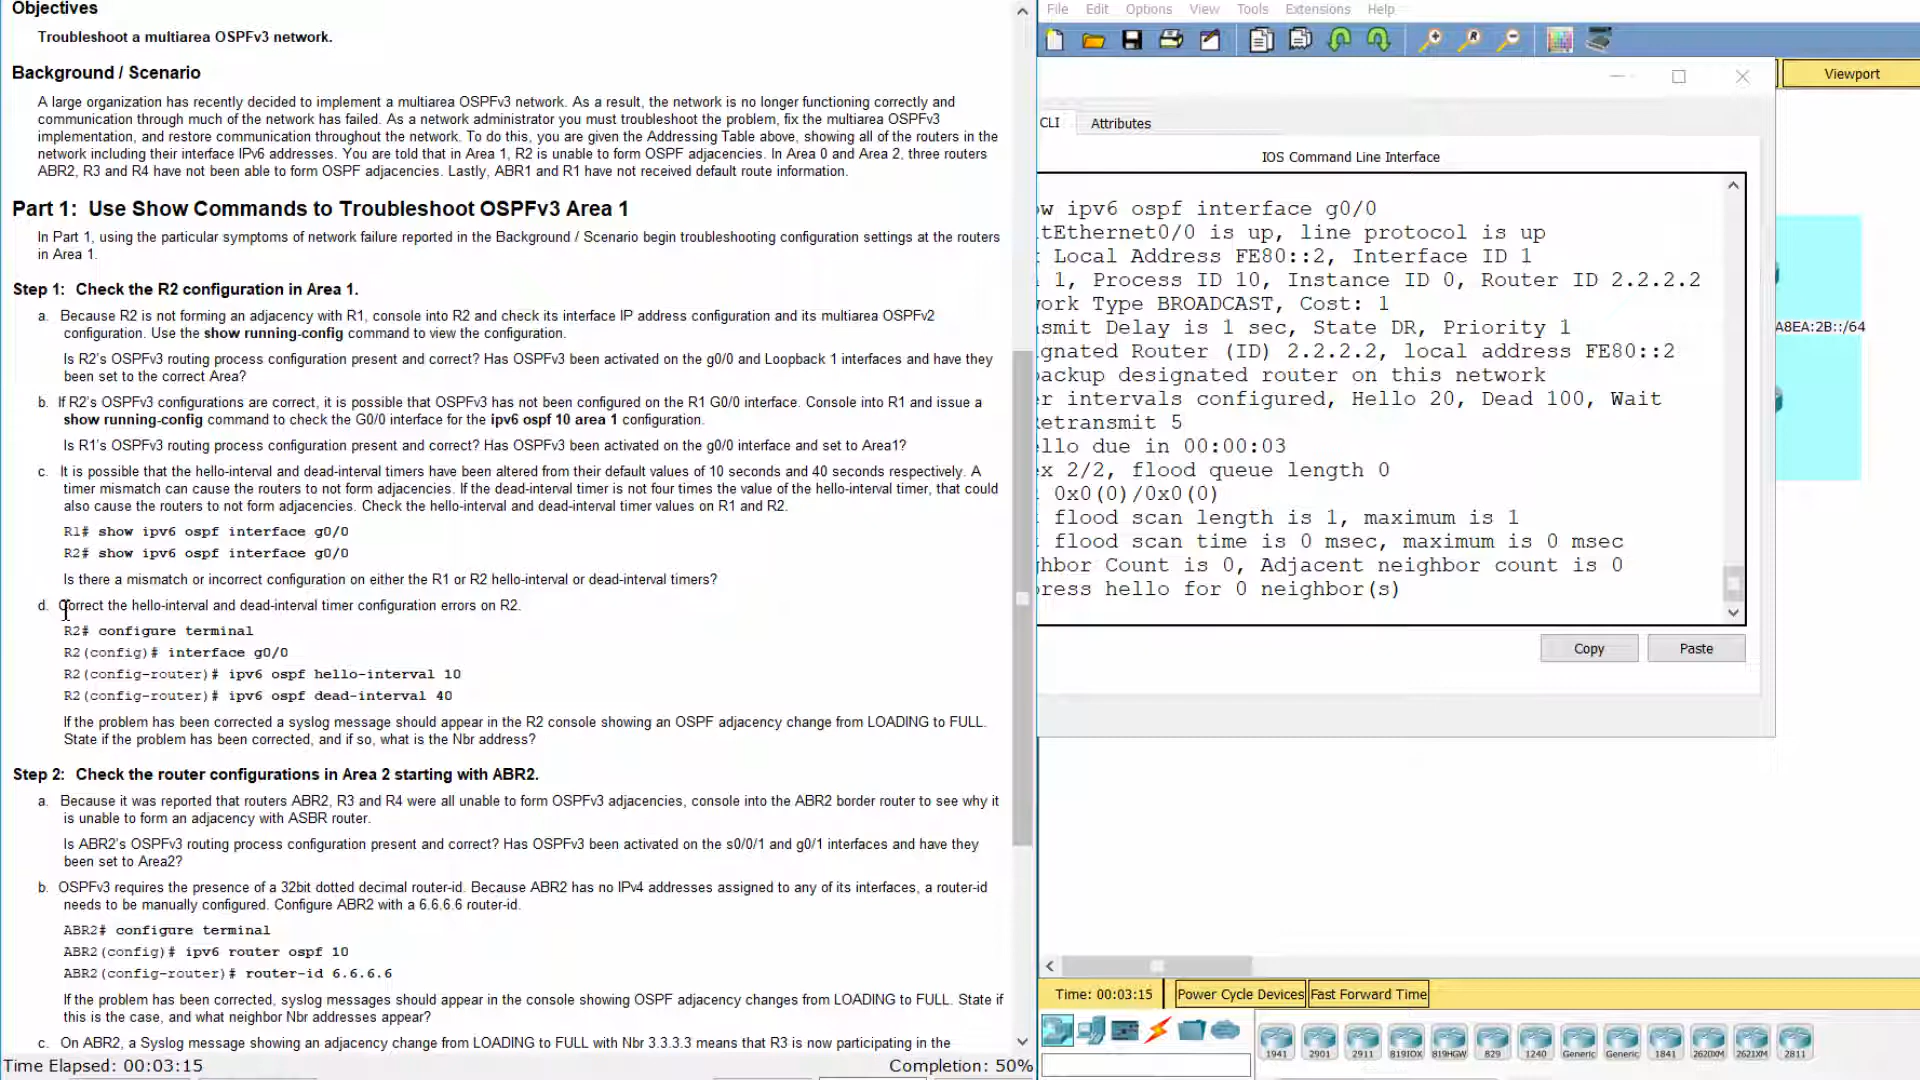 Objectives
Troubleshoot a multiarea OSPFv3 network.
Background / Scenario
A large organization has recently decided to implement a multiarea OSPFv3 network. As a result, the network is no longer functioning correctly and
communication through much of the network has failed. As a network administrator you must troubleshoot the problem, fix the multiarea OSPFv3
implementation, and restore communication throughout the network. To do this, you are given the Addressing Table above, showing all of the routers in the
network including their interface IPv6 addresses. You are told that in Area 1, R2 is unable to form OSPF adjacencies. In Area 0 and Area 2, three routers
ABR2, R3 and R4 have not been able to form OSPF adjacencies. Lastly, ABR1 and R1 have not received default route information.
Part 1: Use Show Commands to Troubleshoot OSPFv3 Area 1
In Part 1, using the particular symptoms of network failure reported in the Background / Scenario begin troubleshooting configuration settings at the routers
in Area 1.
Step 1: Check the R2 configuration in Area 1.
a. Because R2 is not forming an adjacency with R1, console into R2 and check its interface IP address configuration and its multiarea OSPFv2
configuration. Use the show running-config command to view the configuration.
Is R2's OSPFv3 routing process configuration present and correct? Has OSPFv3 been activated on the g0/0 and Loopback 1 interfaces and have they
been set to the correct Area?
b. If R2's OSPFv3 configurations are correct, it is possible that OSPFv3 has not been configured on the R1 G0/0 interface. Console into R1 and issue a
show running-config command to check the G0/0 interface for the ipv6 ospf 10 area 1 configuration.
Is R1's OSPFv3 routing process configuration present and correct? Has OSPFv3 been activated on the g0/0 interface and set to Area1?
c. It is possible that the hello-interval and dead-interval timers have been altered from their default values of 10 seconds and 40 seconds respectively. A
timer mismatch can cause the routers to not form adjacencies. If the dead-interval timer is not four times the value of the hello-interval timer, that could
also cause the routers to not form adjacencies. Check the hello-interval and dead-interval timer values on R1 and R2.
R1# show ipv6 ospf interface g0/0
R2# show ipv6 ospf interface g0/0
Is there a mismatch or incorrect configuration on either the R1 or R2 hello-interval or dead-interval timers?
d. Correct the hello-interval and dead-interval timer configuration errors on R2.
R2# configure terminal
R2(config)# interface g0/0
R2(config-router)# ipv6 ospf hello-interval 10
R2(config-router)# ipv6 ospf dead-interval 40
If the problem has been corrected a syslog message should appear in the R2 console showing an OSPF adjacency change from LOADING to FULL.
State if the problem has been corrected, and if so, what is the Nbr address?
Step 2: Check the router configurations in Area 2 starting with ABR2.
a. Because it was reported that routers ABR2, R3 and R4 were all unable to form OSPFv3 adjacencies, console into the ABR2 border router to see why it
is unable to form an adjacency with ASBR router.
Is ABR2's OSPFv3 routing process configuration present and correct? Has OSPFv3 been activated on the s0/0/1 and g0/1 interfaces and have they
been set to Area2?
b. OSPFv3 requires the presence of a 32bit dotted decimal router-id. Because ABR2 has no IPv4 addresses assigned to any of its interfaces, a router-id
needs to be manually configured. Configure ABR2 with a 6.6.6.6 router-id.
ABR2# configure terminal
ABR2(config)# ipv6 router ospf 10
ABR2(config-router)# router-id 6.6.6.6
If the problem has been corrected, syslog messages should appear in the console showing OSPF adjacency changes from LOADING to FULL. State if
this is the case, and what neighbor Nbr addresses appear?
c. On ABR2, a Syslog message showing an adjacency change from LOADING to FULL with Nbr 3.3.3.3 means that R3 is now participating in the
Time Elapsed: 00:03:15
Completion: 50%
File Edit Options View Tools Extensions Help
Viewport
CLI Attributes
IOS Command Line Interface
ow ipv6 ospf interface g0/0
itEthernet0/0 is up, line protocol is up
Local Address FE80::2, Interface ID 1
1, Process ID 10, Instance ID 0, Router ID 2.2.2.2
ork Type BROADCAST, Cost: 1
smit Delay is 1 sec, State DR, Priority 1
gnated Router (ID) 2.2.2.2, local address FE80::2
backup designated router on this network
r intervals configured, Hello 20, Dead 100, Wait
etransmit 5
ello due in 00:00:03
ex 2/2, flood queue length 0
0x0(0)/0x0(0)
flood scan length is 1, maximum is 1
flood scan time is 0 msec, maximum is 0 msec
ghbor Count is 0, Adjacent neighbor count is 0
press hello for 0 neighbor(s)
A8EA:2B::/64
Copy Paste
Time: 00:03:15 Power Cycle Devices Fast Forward Time
1941 2901 2911 819IOX 819HGW 829 1240 Generic Generic 1841 2620XM 2621XM 2811